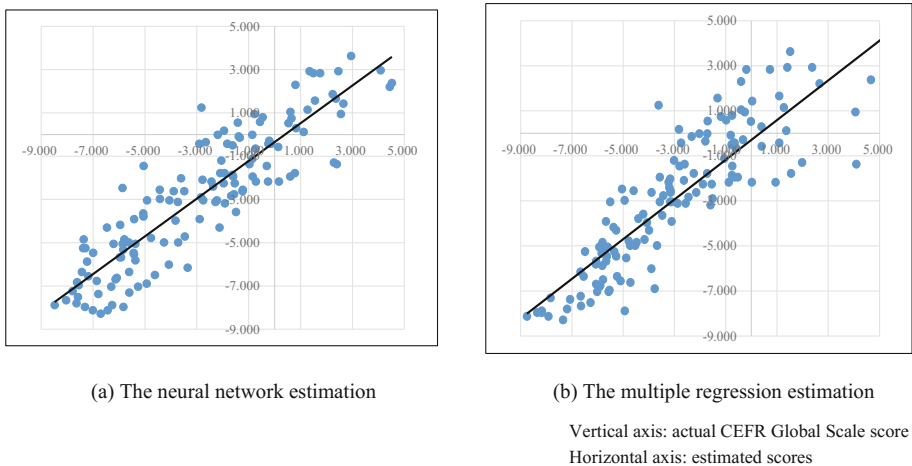 5.000
3.000
1.000
-9.000 -7.000 -5.000 -3.000 -1.000 1.000 3.000 5.000
-1.000
-3.000
-5.000
-7.000
-9.000
(a) The neural network estimation
5.000
3.000
1.000
-9.000 -7.000 -5.000 -3.000 -1.000 1.000 3.000 5.000
-1.000
-3.000
-5.000
-7.000
-9.000
(b) The multiple regression estimation
Vertical axis: actual CEFR Global Scale score
Horizontal axis: estimated scores